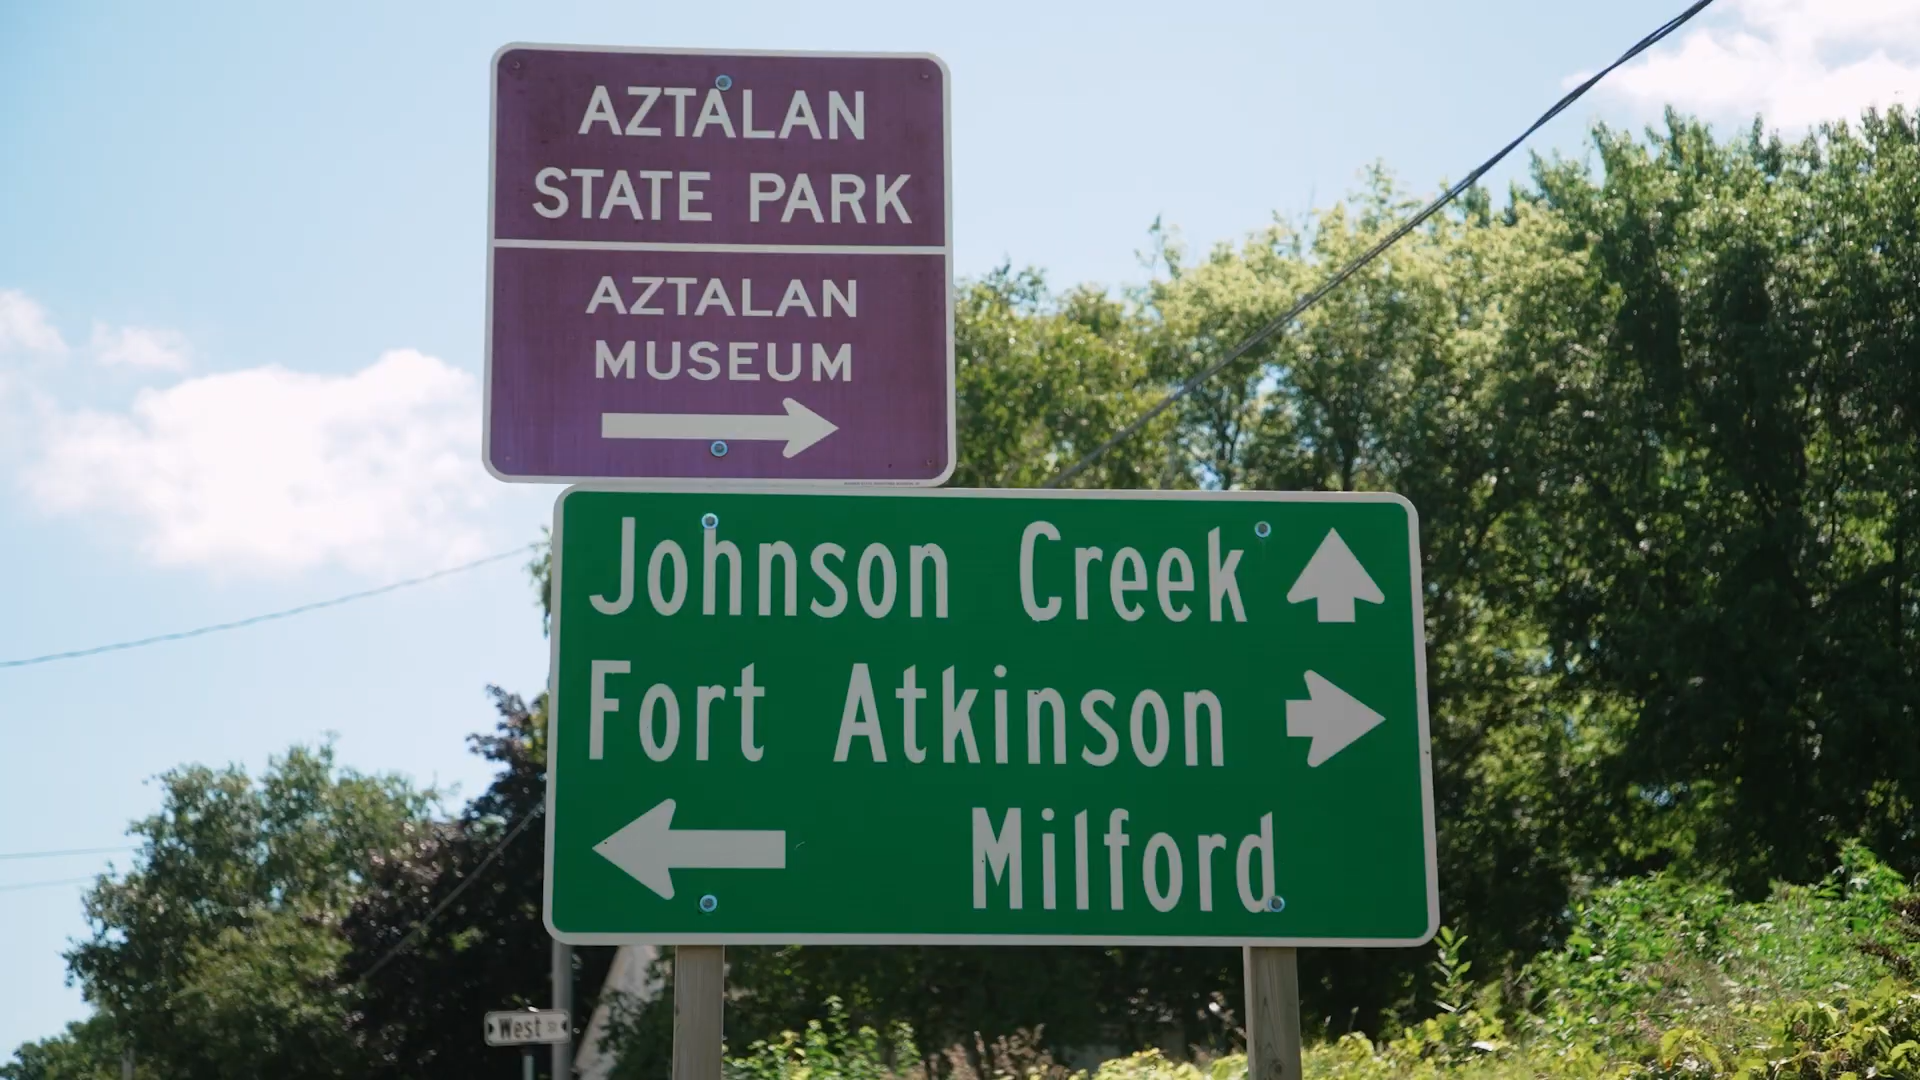 AZTALAN
STATE PARK
AZTALAN
MUSEUM
Johnson Creek
Fort Atkinson
Milford
West